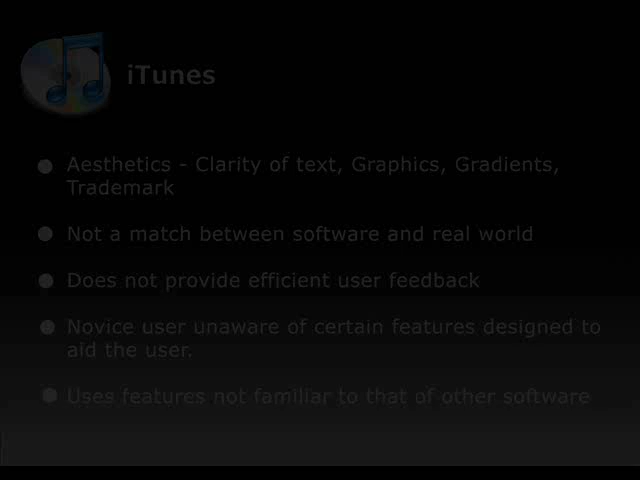 iTunes
Aesthetics - Clarity of text, Graphics, Gradients,
Trademark
Not a match between software and real world
Does not provide efficient user feedback
Novice user unaware of certain features designed to
aid the user.
Uses features not familiar to that of other software